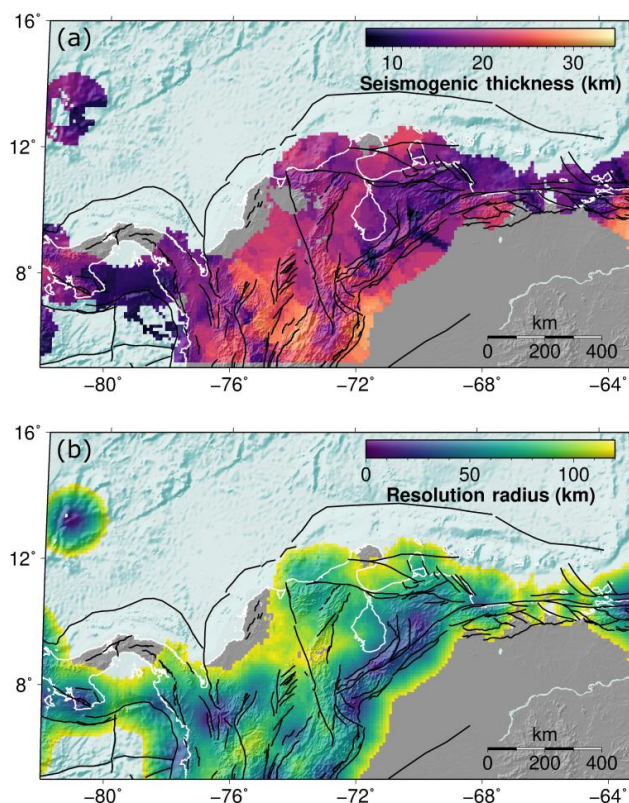 (a)
10 20 30
Seismogenic thickness (km)
16˚
12˚
8˚
km
0 200 400
−80 −76 −72 −68 −64
(b)
0 50 100
Resolution radius (km)
16˚
12˚
8˚
km
0 200 400
−80 −76 −72 −68 −64